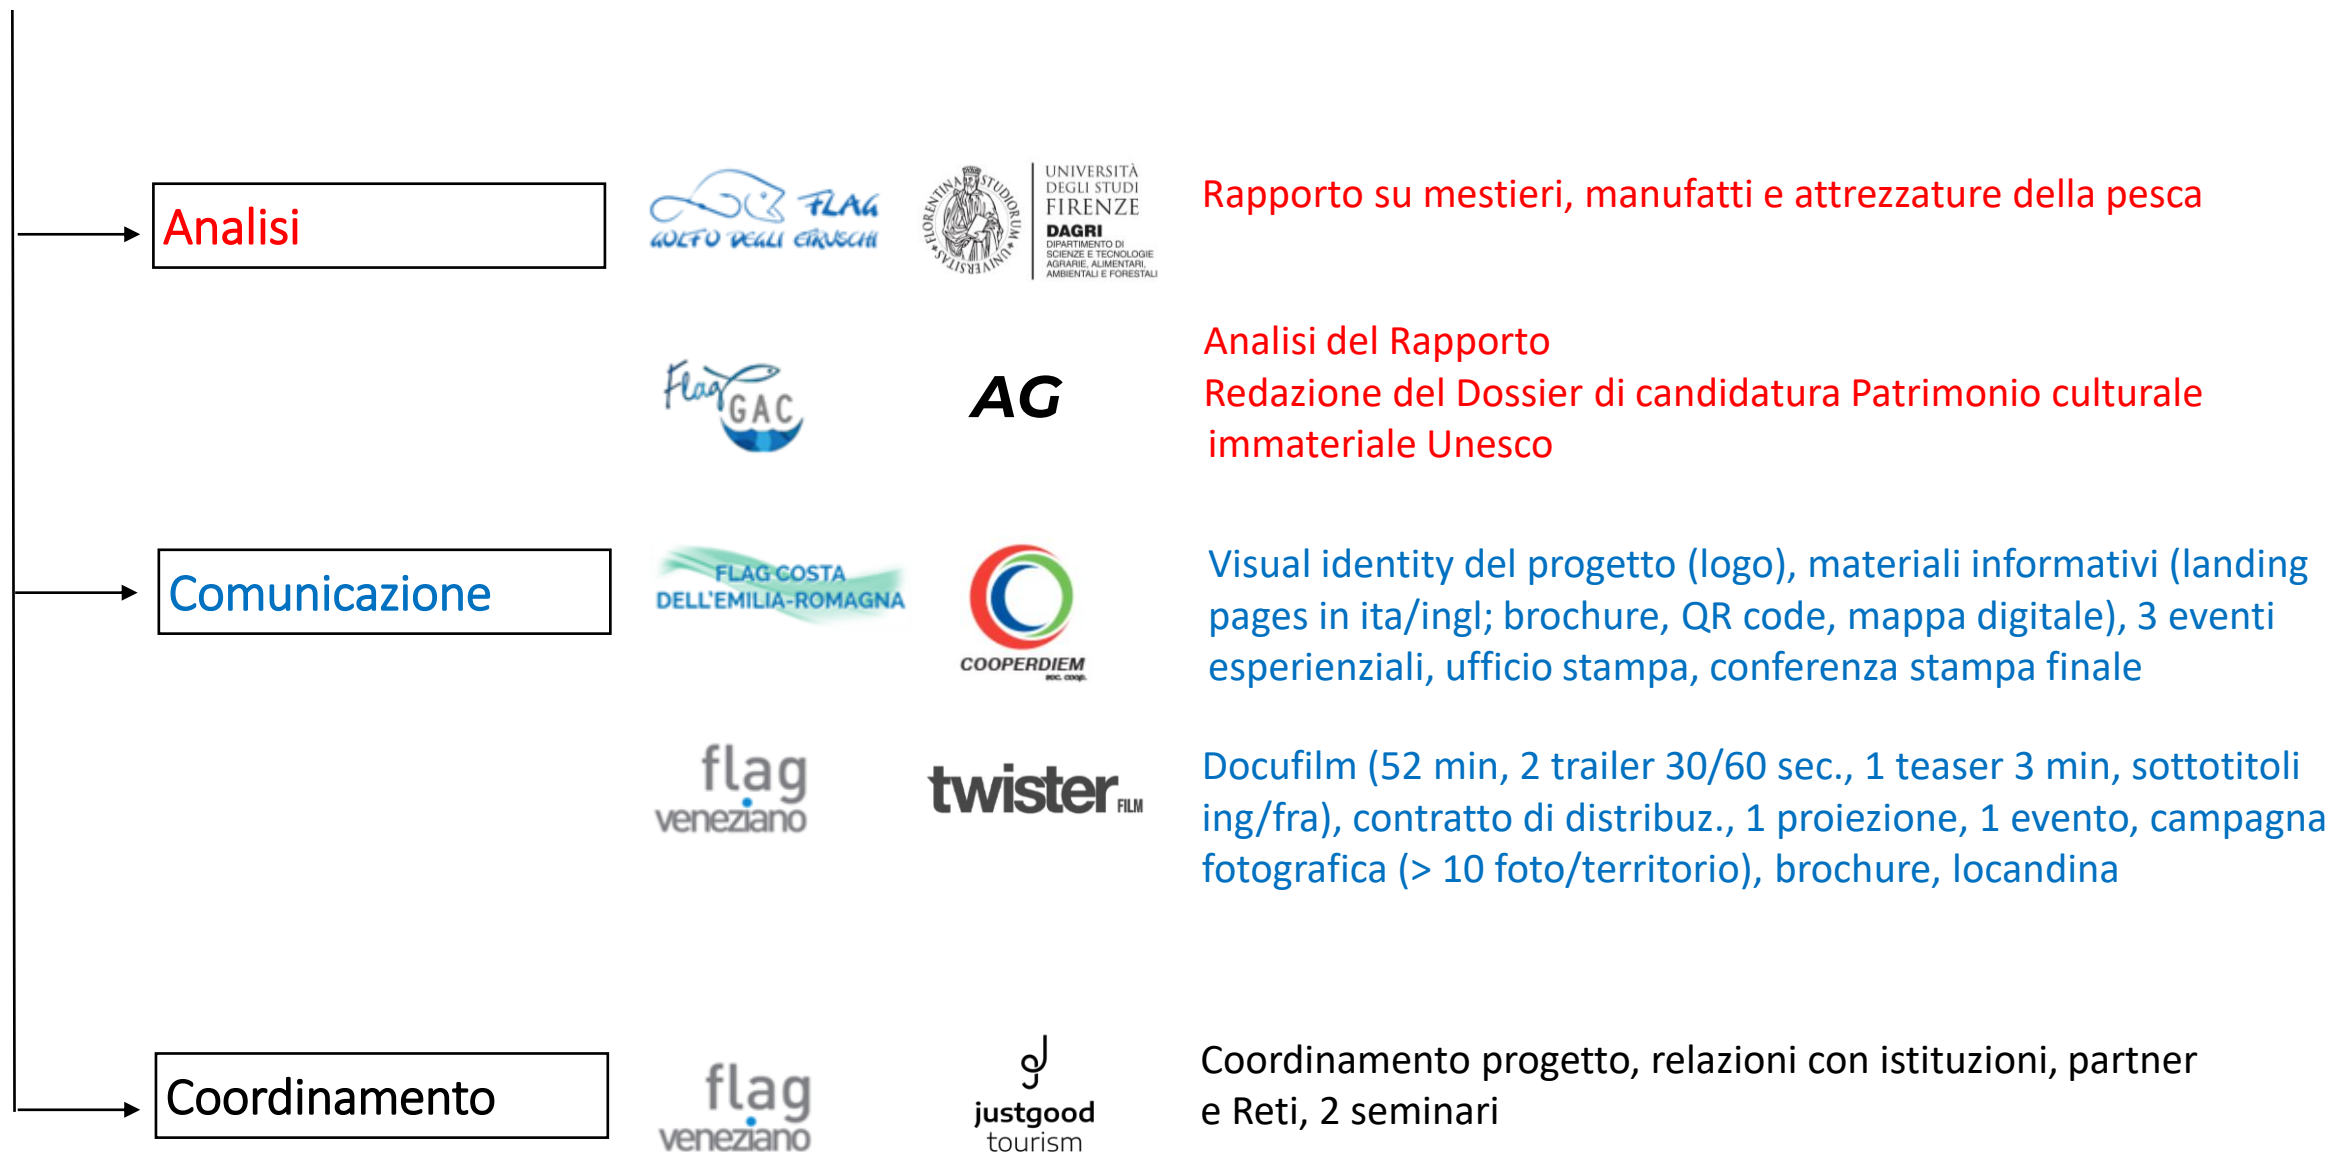 Analisi
FLAG
GOLFO DEGLI ETRUSCHI
FLORENTINA STUDIORUM UNIVERSITAS
UNIVERSITÀ
DEGLI STUDI
FIRENZE
DAGRI
DIPARTIMENTO DI
SCIENZE E TECNOLOGIE
AGRARIE, ALIMENTARI,
AMBIENTALI E FORESTALI
Rapporto su mestieri, manufatti e attrezzature della pesca
Flag
GAC
AG
Analisi del Rapporto
Redazione del Dossier di candidatura Patrimonio culturale
immateriale Unesco
Comunicazione
FLAG COSTA
DELL'EMILIA-ROMAGNA
COOPERDIEM
soc. coop.
Visual identity del progetto (logo), materiali informativi (landing
pages in ita/ingl; brochure, QR code, mappa digitale), 3 eventi
esperienziali, ufficio stampa, conferenza stampa finale
flag
veneziano
twister FILM
Docufilm (52 min, 2 trailer 30/60 sec., 1 teaser 3 min, sottotitoli
ing/fra), contratto di distribuz., 1 proiezione, 1 evento, campagna
fotografica (> 10 foto/territorio), brochure, locandina
Coordinamento
flag
veneziano
justgood
tourism
Coordinamento progetto, relazioni con istituzioni, partner
e Reti, 2 seminari